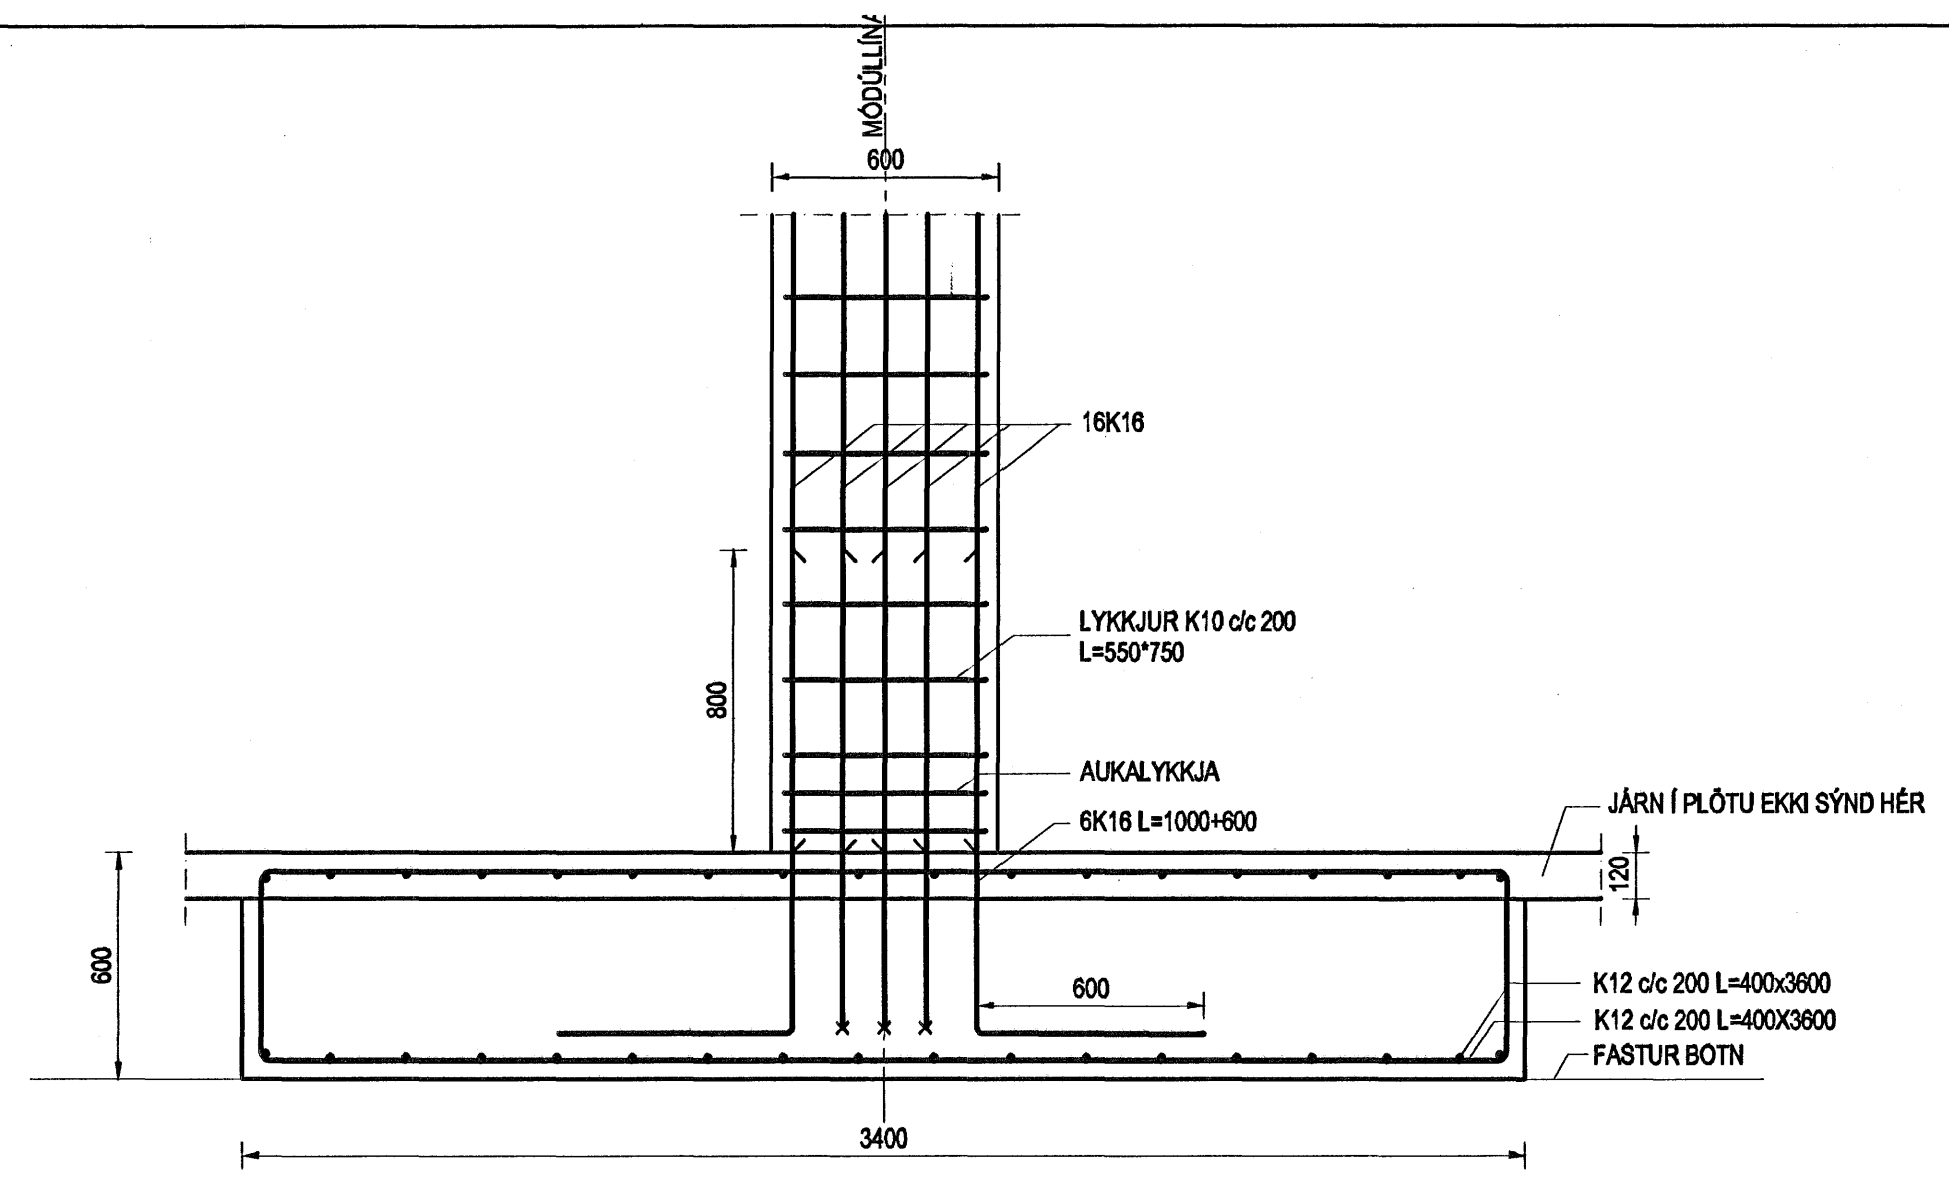 MÓDÚLLÍNA
600
16K16
LYKKJUR K10 c/c 200
L=550*750
800
AUKALYKKJA
6K16 L=1000+600
JÁRN Í PLÖTU EKKI SÝND HÉR
120
600
600
K12 c/c 200 L=400x3600
K12 c/c 200 L=400X3600
FASTUR BOTN
3400